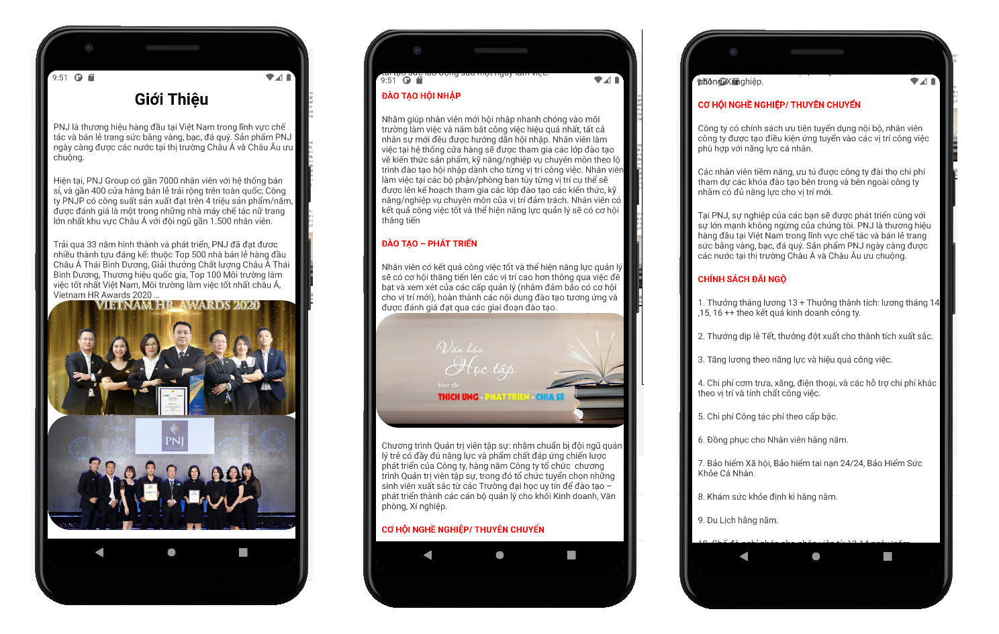 9:51
Giới Thiệu
PNJ là thương hiệu hàng đầu tại Việt Nam trong lĩnh vực chế
tác và bán lẻ trang sức bằng vàng, bạc, đá quý. Sản phẩm PNJ
ngày càng được các nước tại thị trường Châu Á và Châu Âu ưu
chuộng.
Hiện tại, PNJ Group có gần 7000 nhân viên với hệ thống bán
sỉ, và gần 400 cửa hàng bán lẻ trải rộng trên toàn quốc; Công
ty PNJP có công suất sản xuất đạt trên 4 triệu sản phẩm/năm,
được đánh giá là một trong những nhà máy chế tác nữ trang
lớn nhất khu vực Châu Á với đội ngũ gần 1.500 nhân viên.
Trải qua 33 năm hình thành và phát triển, PNJ đã đạt được
nhiều thành tựu đáng kể: thuộc Top 500 nhà bán lẻ hàng đầu
Châu Á Thái Bình Dương, Giải thưởng Chất lượng Châu Á Thái
Bình Dương, Thương hiệu quốc gia, Top 100 Môi trường làm
việc tốt nhất Việt Nam, Môi trường làm việc tốt nhất châu Á,
Vietnam HR Awards 2020 ...
VIETNAM HR AWARDS 2020
PNJ
tái tạo sức lao động sau một ngày làm việc.
9:51
ĐÀO TẠO HỘI NHẬP
Nhằm giúp nhân viên mới hội nhập nhanh chóng vào môi
trường làm việc và nắm bắt công việc hiệu quả nhất, tất cả
nhân sự mới đều được hướng dẫn hội nhập. Nhân viên làm
việc tại hệ thống cửa hàng sẽ được tham gia các lớp đào tạo
về kiến thức sản phẩm, kỹ năng/nghiệp vụ chuyên môn theo lộ
trình đào tạo hội nhập dành cho từng vị trí công việc. Nhân viên
làm việc tại các bộ phận/phòng ban tùy từng vị trí cụ thể sẽ
được lên kế hoạch tham gia các lớp đào tạo các kiến thức, kỹ
năng/nghiệp vụ chuyên môn của vị trí đảm trách. Nhân viên có
kết quả công việc tốt và thể hiện năng lực quản lý sẽ có cơ hội
thăng tiến
ĐÀO TẠO – PHÁT TRIỂN
Nhân viên có kết quả công việc tốt và thể hiện năng lực quản lý
sẽ có cơ hội thăng tiến lên các vị trí cao hơn thông qua việc đề
bạt và xem xét của các cấp quản lý (nhằm đảm bảo có cơ hội
cho vị trí mới), hoàn thành các nội dung đào tạo tương ứng và
được đánh giá đạt qua các giai đoạn đào tạo.
Văn hóa
Học tập
Học để
THÍCH ỨNG - PHÁT TRIỂN - CHIA SẺ
Chương trình Quản trị viên tập sự: nhằm chuẩn bị đội ngũ quản
lý trẻ có đầy đủ năng lực và phẩm chất đáp ứng chiến lược
phát triển của Công ty, hàng năm Công ty tổ chức chương
trình Quản trị viên tập sự, trong đó tổ chức tuyển chọn những
sinh viên xuất sắc từ các Trường đại học uy tín để đào tạo –
phát triển thành các cán bộ quản lý cho khối Kinh doanh, Văn
phòng, Xí nghiệp.
CƠ HỘI NGHỀ NGHIỆP/ THUYÊN CHUYỂN
9:51
phòng, Xí nghiệp.
CƠ HỘI NGHỀ NGHIỆP/ THUYÊN CHUYỂN
Công ty có chính sách ưu tiên tuyển dụng nội bộ, nhân viên
công ty được tạo điều kiện ứng tuyển vào các vị trí công việc
phù hợp với năng lực cá nhân.
Các nhân viên tiềm năng, ưu tú được công ty đài thọ chi phí
tham dự các khóa đào tạo bên trong và bên ngoài công ty
nhằm có đủ năng lực cho vị trí mới.
Tại PNJ, sự nghiệp của các bạn sẽ được phát triển cùng với
sự lớn mạnh không ngừng của chúng tôi. PNJ là thương hiệu
hàng đầu tại Việt Nam trong lĩnh vực chế tác và bán lẻ trang
sức bằng vàng, bạc, đá quý. Sản phẩm PNJ ngày càng được
các nước tại thị trường Châu Á và Châu Âu ưu chuộng.
CHÍNH SÁCH ĐÃI NGỘ
1. Thưởng tháng lương 13 + Thưởng thành tích: lương tháng 14
,15, 16 ++ theo kết quả kinh doanh công ty.
2. Thưởng dịp lễ Tết, thưởng đột xuất cho thành tích xuất sắc.
3. Tăng lương theo năng lực và hiệu quả công việc.
4. Chi phí cơm trưa, xăng, điện thoại, và các hỗ trợ chi phí khác
theo vị trí và tính chất công việc.
5. Chi phí Công tác phí theo cấp bậc.
6. Đồng phục cho Nhân viên hằng năm.
7. Bảo hiểm Xã hội, Bảo hiểm tai nạn 24/24, Bảo Hiểm Sức
Khỏe Cá Nhân.
8. Khám sức khỏe định kì hằng năm.
9. Du Lịch hằng năm.
10. Chế độ nghỉ phép cho nhân viên từ 12-14 ngày/năm